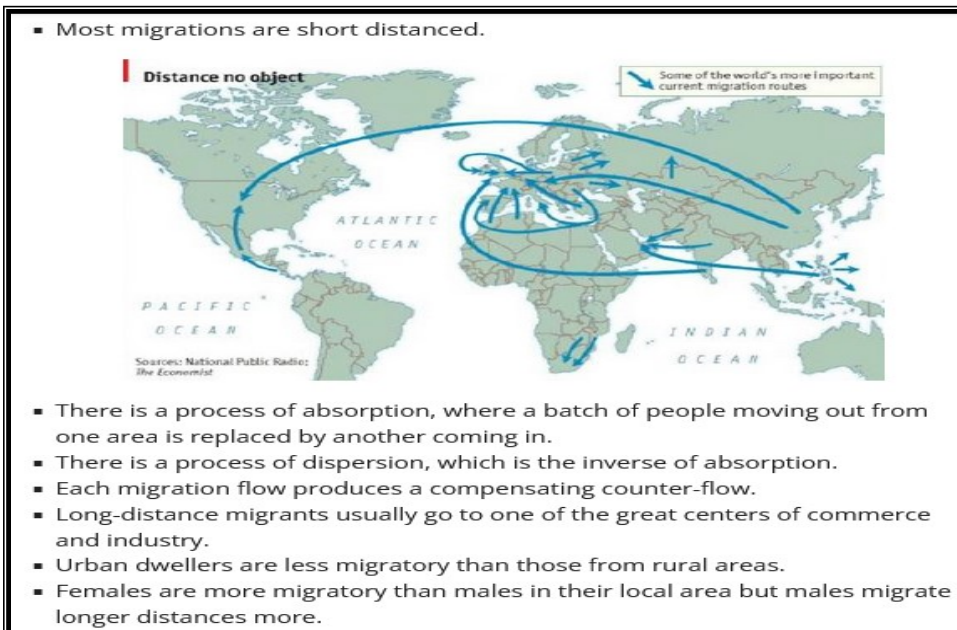 ▪ Most migrations are short distanced.
Distance no object
Some of the world's more important
current migration routes
ATLANTIC
OCEAN
PACIFIC
OCEAN
INDIAN
OCEAN
Sources: National Public Radio;
The Economist
▪ There is a process of absorption, where a batch of people moving out from
one area is replaced by another coming in.
▪ There is a process of dispersion, which is the inverse of absorption.
▪ Each migration flow produces a compensating counter-flow.
▪ Long-distance migrants usually go to one of the great centers of commerce
and industry.
▪ Urban dwellers are less migratory than those from rural areas.
▪ Females are more migratory than males in their local area but males migrate
longer distances more.